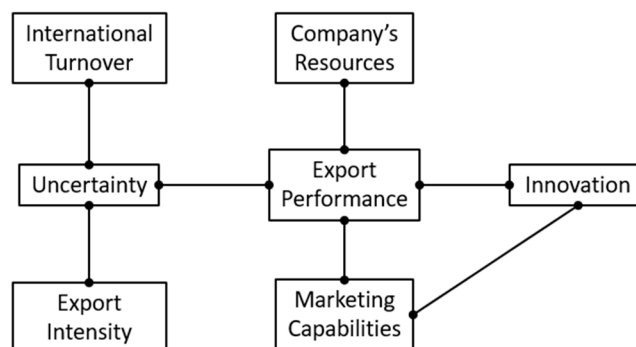 International
Turnover
Company's
Resources
Uncertainty
Export
Performance
Innovation
Export
Intensity
Marketing
Capabilities